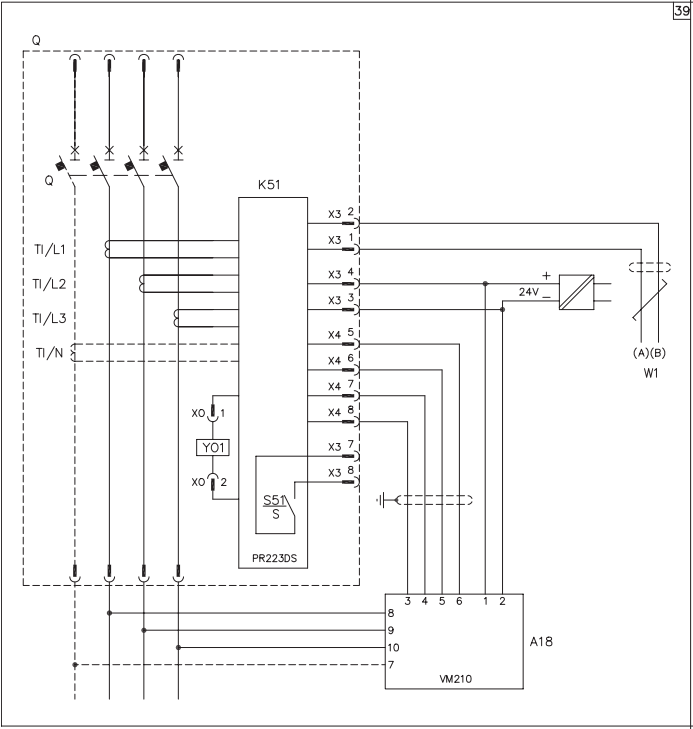 39
Q
Q
K51
X3 2
X3 1
TI/L1
X3 4
+
TI/L2
24V
−
X3 3
TI/L3
X4 5
TI/N
(A)(B)
X4 6
W1
X4 7
X0 1
X4 8
Y01
X3 7
X3 8
X0 2
S51
S
PR223DS
3 4 5 6 1 2
8
9
A18
10
7
VM210